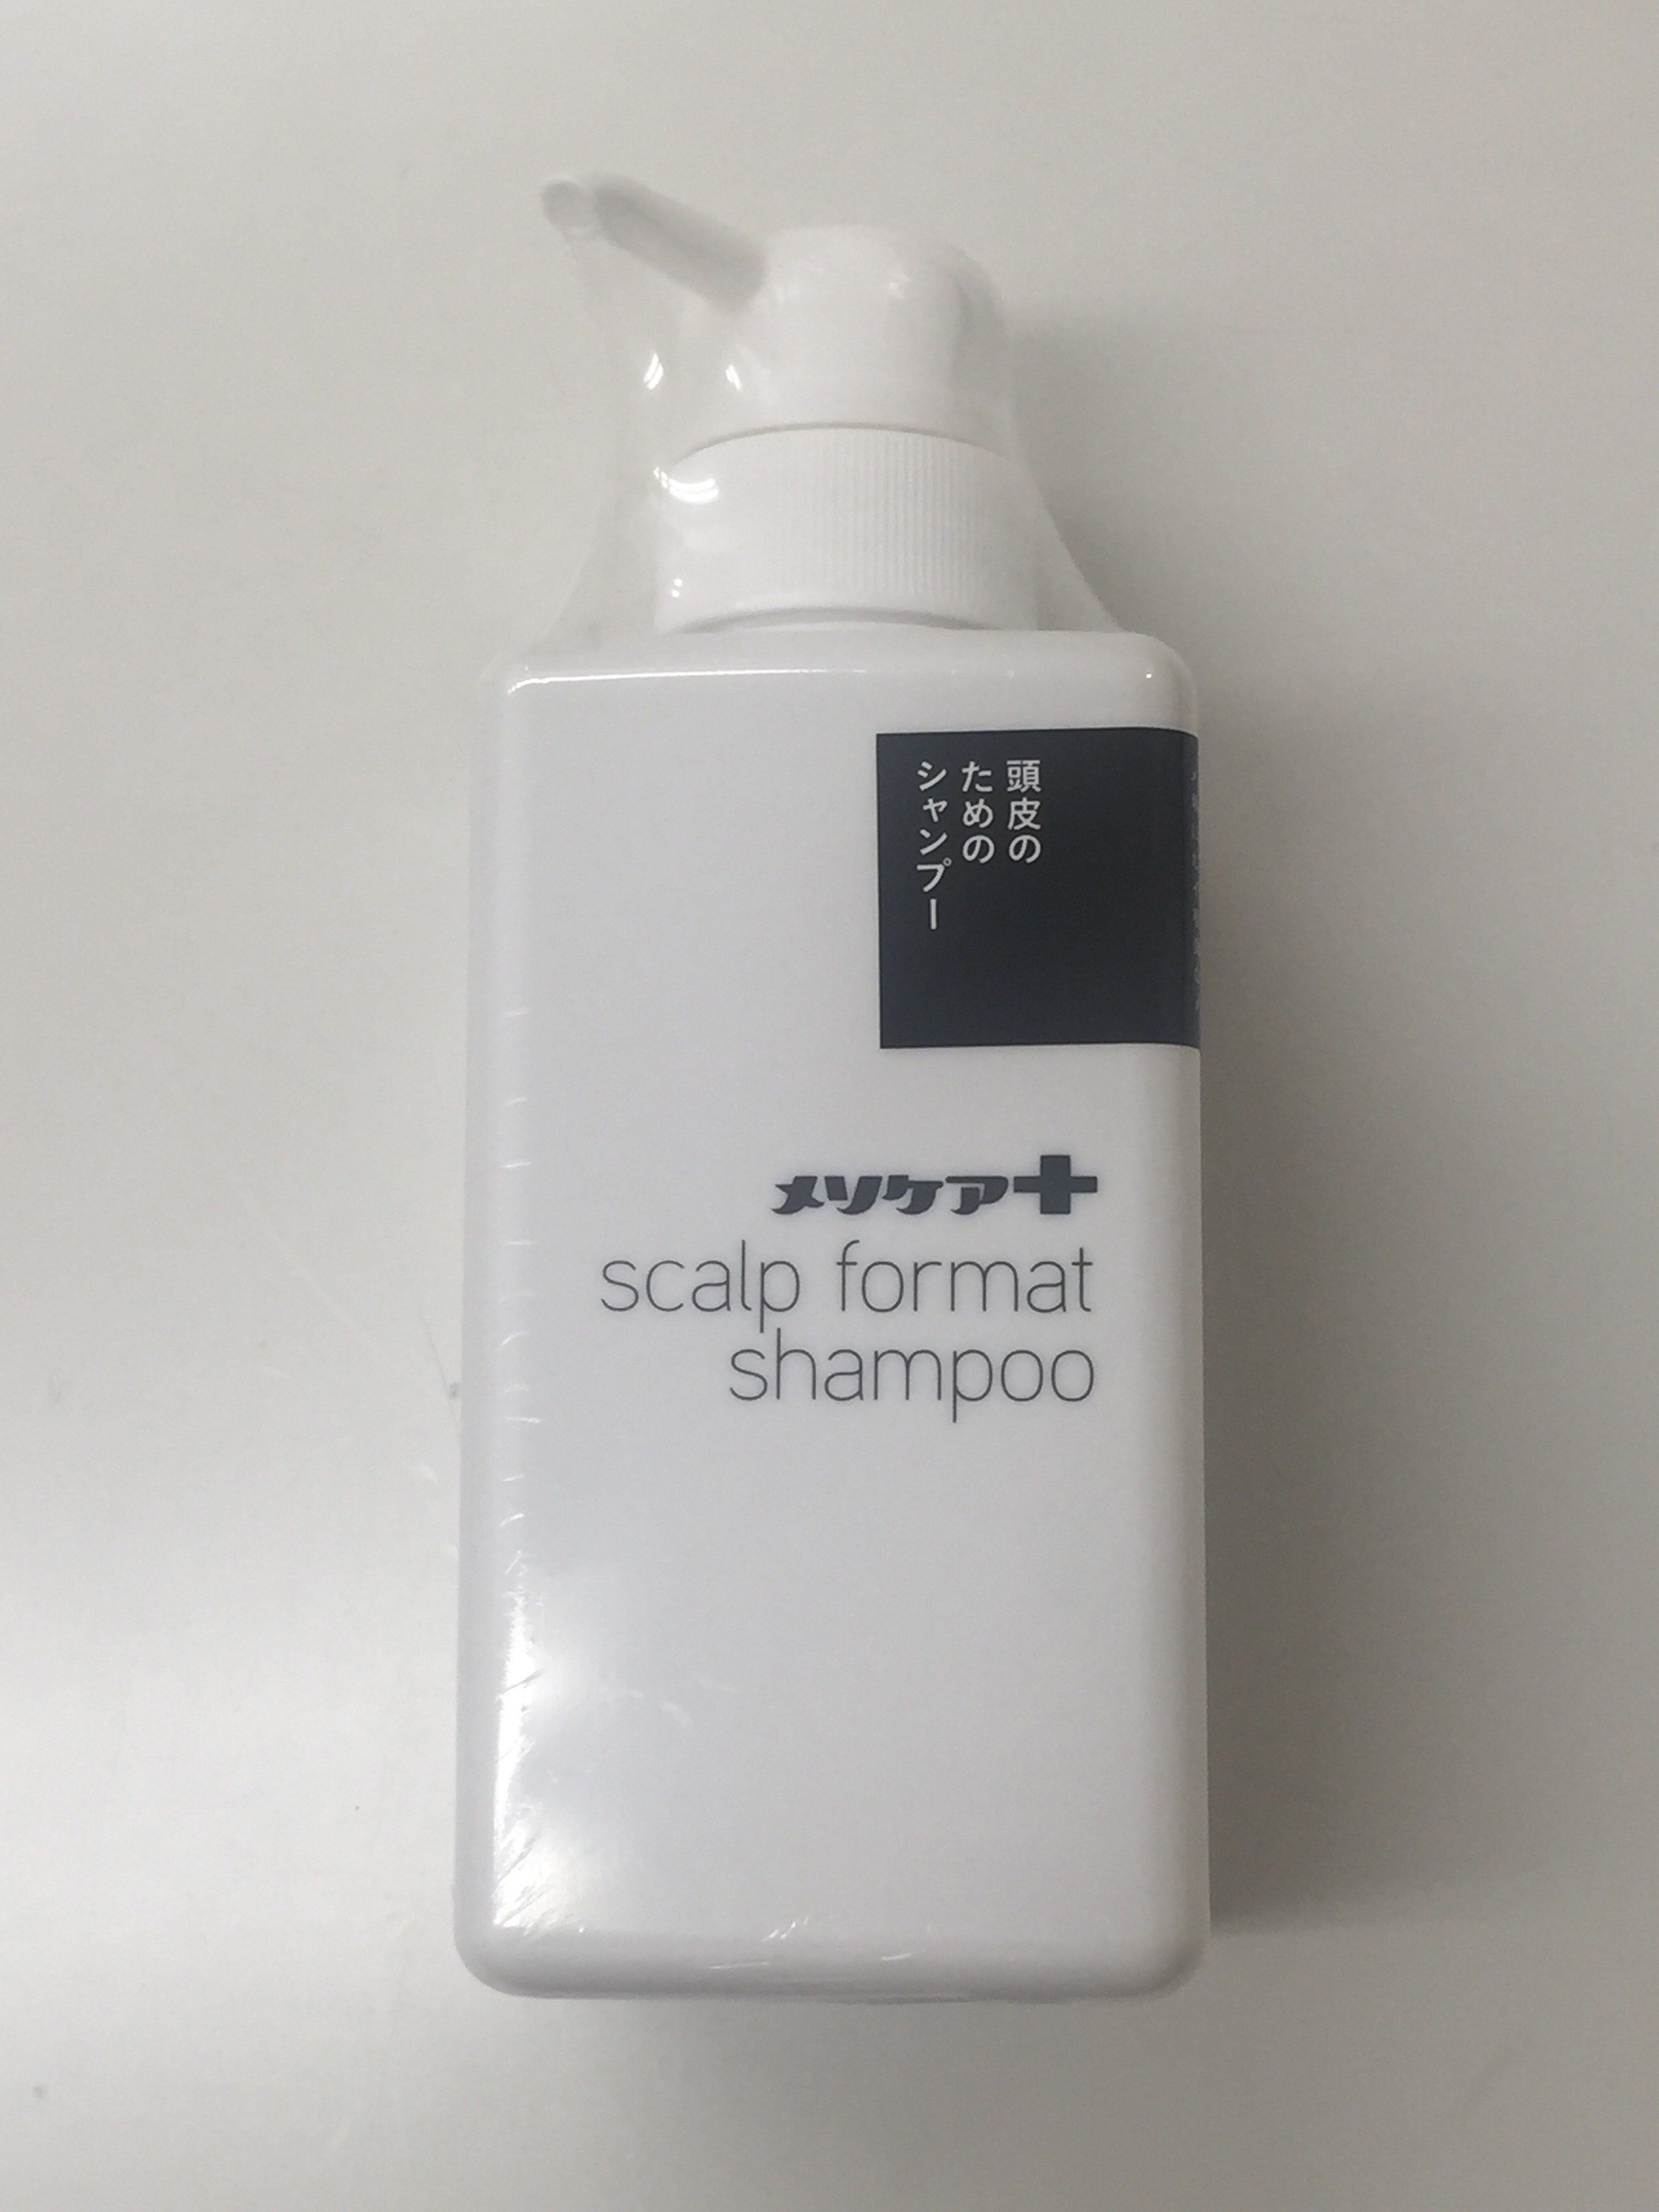 頭皮の
ための
シャンプー
メソケア+
scalp format
shampoo